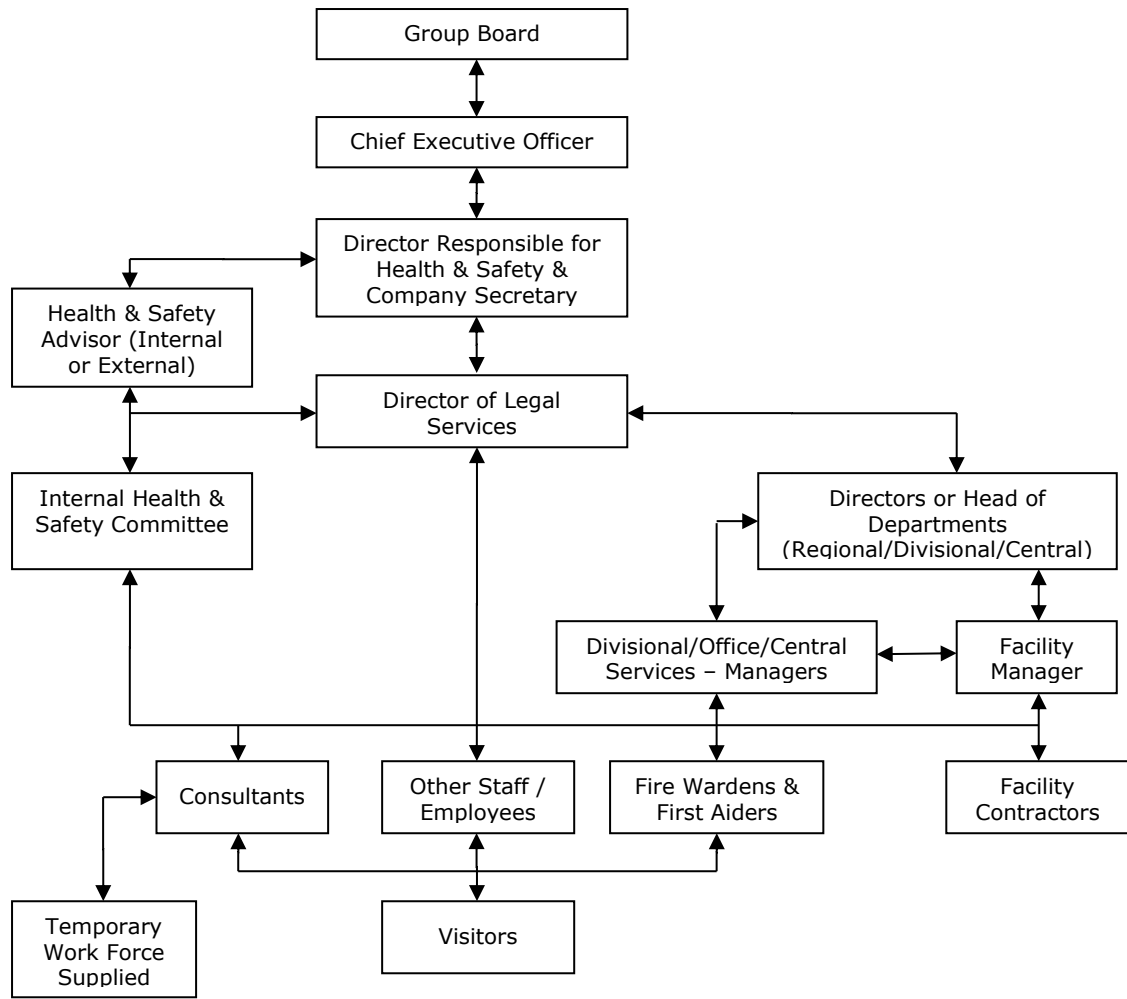 Group Board
Chief Executive Officer
Director Responsible for
Health & Safety &
Company Secretary
Health & Safety
Advisor (Internal
or External)
Director of Legal
Services
Internal Health &
Safety Committee
Directors or Head of
Departments
(Regional/Divisional/Central)
Divisional/Office/Central
Services – Managers
Facility
Manager
Consultants
Other Staff /
Employees
Fire Wardens &
First Aiders
Facility
Contractors
Temporary
Work Force
Supplied
Visitors